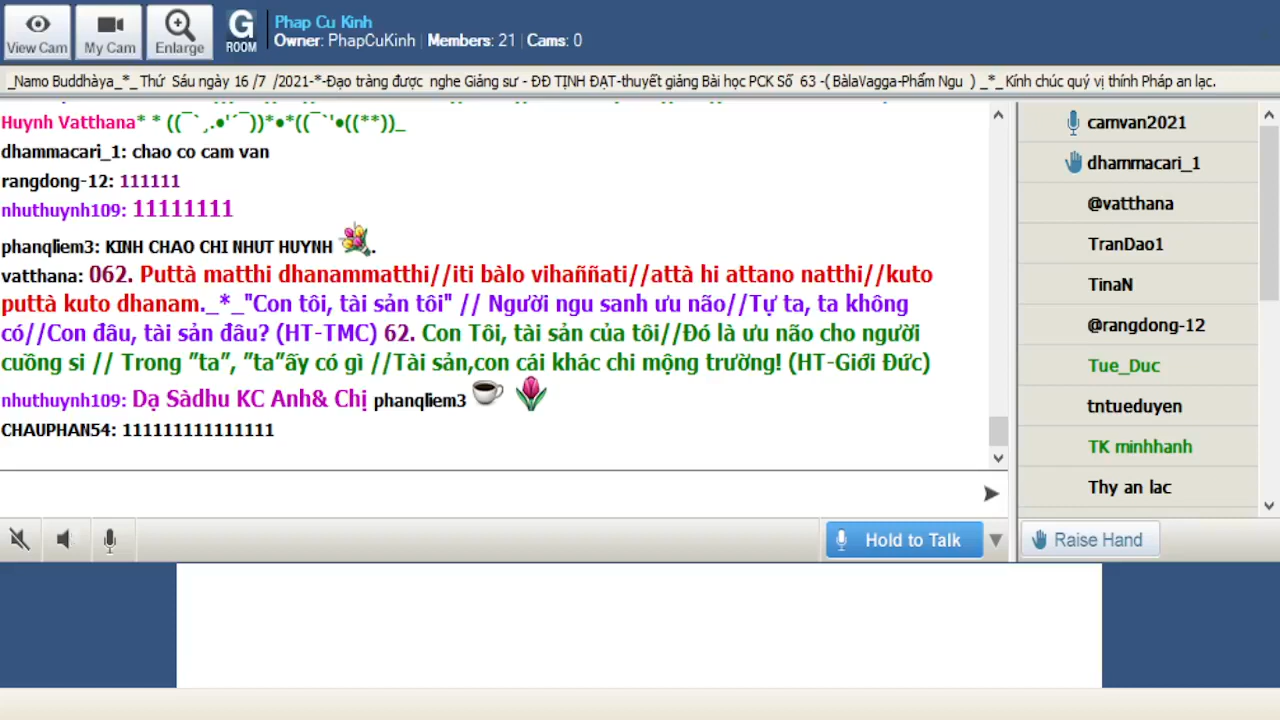 View Cam
My Cam
Enlarge
G
ROOM
Phap Cu Kinh
Owner: PhapCuKinh | Members: 21 | Cams: 0
_Namo Buddhàya_*_ Thứ Sáu ngày 16 /7 /2021-*-Đạo tràng được nghe Giảng sư - ĐĐ TỊNH ĐẠT-thuyết giảng Bài học PCK Số 63 -( BàlaVagga-Phẩm Ngu ) _*_ Kính chúc quý vị thính Pháp an lạc.
Huynh Vatthana* * ((¯`¸.•'´¯))*•*((¯`'•((**))_
dhammacari_1: chao co cam van
rangdong-12: 111111
nhuthuynh109: 11111111
phanqliem3: KINH CHAO CHI NHUT HUYNH .
vatthana: 062. Puttà matthi dhanammatthi//iti bàlo vihaññati//attà hi attano natthi//kuto
puttà kuto dhanam._*_"Con tôi, tài sản tôi" // Người ngu sanh ưu não//Tự ta, ta không
có//Con đâu, tài sản đâu? (HT-TMC) 62. Con Tôi, tài sản của tôi//Đó là ưu não cho người
cuồng si // Trong ”ta”, ”ta”ấy có gì //Tài sản,con cái khác chi mộng trường! (HT-Giới Đức)
nhuthuynh109: Dạ Sàdhu KC Anh& Chị phanqliem3
CHAUPHAN54: 111111111111111
camvan2021
dhammacari_1
@vatthana
TranDao1
TinaN
@rangdong-12
Tue_Duc
tntueduyen
TK minhhanh
Thy an lac
Hold to Talk
Raise Hand